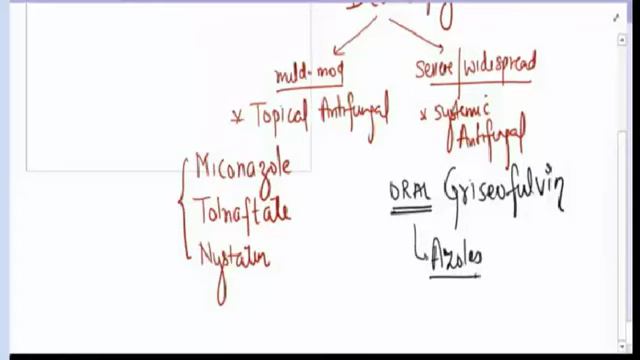 mild-mod
severe/widespread
* Topical Antifungal
* systemic
Antifungal
Miconazole
Tolnaftate
Nystatin
ORAL Griseofulvin
Azoles